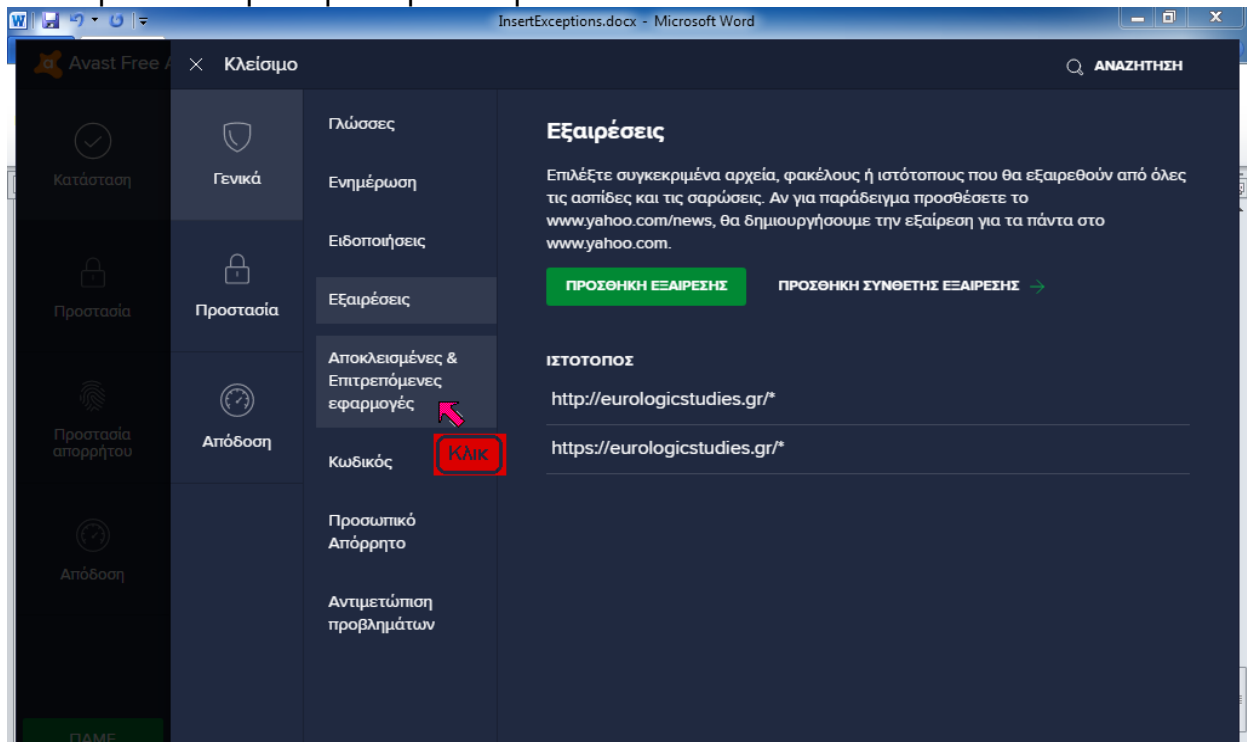 InsertExceptions.docx - Microsoft Word
Avast Free
Κλείσιμο
ΑΝΑΖΗΤΗΣΗ
Κατάσταση
Προστασία
Προστασία
απορρήτου
Απόδοση
ΠΑΜΕ
Γενικά
Προστασία
Απόδοση
Γλώσσες
Ενημέρωση
Ειδοποιήσεις
Εξαιρέσεις
Αποκλεισμένες &
Επιτρεπόμενες
εφαρμογές
Κλικ
Κωδικός
Προσωπικό
Απόρρητο
Αντιμετώπιση
προβλημάτων
Εξαιρέσεις
Επιλέξτε συγκεκριμένα αρχεία, φακέλους ή ιστότοπους που θα εξαιρεθούν από όλες
τις ασπίδες και τις σαρώσεις. Αν για παράδειγμα προσθέσετε το
www.yahoo.com/news, θα δημιουργήσουμε την εξαίρεση για τα πάντα στο
www.yahoo.com.
ΠΡΟΣΘΗΚΗ ΕΞΑΙΡΕΣΗΣ
ΠΡΟΣΘΗΚΗ ΣΥΝΘΕΤΗΣ ΕΞΑΙΡΕΣΗΣ →
ΙΣΤΟΤΟΠΟΣ
http://eurologicstudies.gr/*
https://eurologicstudies.gr/*